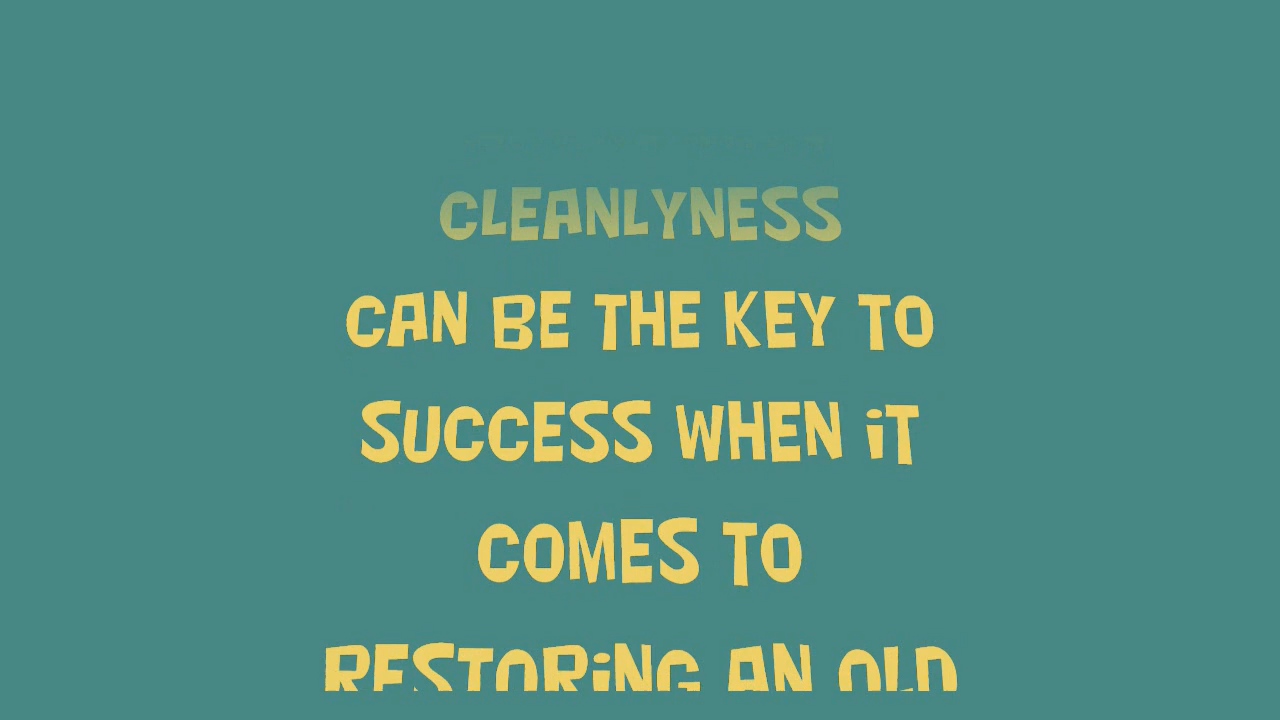 CLEANLYNESS
CAN BE THE KEY TO
SUCCESS WHEN iT
COMES TO
RESTORiNG AN OLD